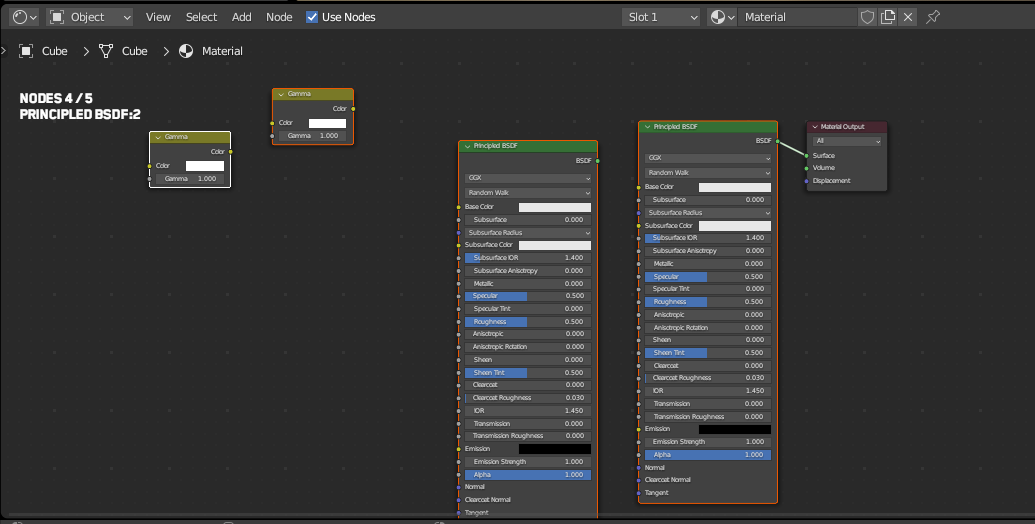 Object View Select Add Node Use Nodes Slot 1 Material
Cube Cube Material
NODES 4 / 5
PRINCIPLED BSDF:2
Gamma
Color
Color
Gamma 1.000
Gamma
Color
Color
Gamma 1.000
Principled BSDF
BSDF
GGX
Random Walk
Base Color
Subsurface 0.000
Subsurface Radius
Subsurface Color
Subsurface IOR 1.400
Subsurface Anisotropy 0.000
Metallic 0.000
Specular 0.500
Specular Tint 0.000
Roughness 0.500
Anisotropic 0.000
Anisotropic Rotation 0.000
Sheen 0.000
Sheen Tint 0.500
Clearcoat 0.000
Clearcoat Roughness 0.030
IOR 1.450
Transmission 0.000
Transmission Roughness 0.000
Emission
Emission Strength 1.000
Alpha 1.000
Normal
Clearcoat Normal
Tangent
Principled BSDF
BSDF
GGX
Random Walk
Base Color
Subsurface 0.000
Subsurface Radius
Subsurface Color
Subsurface IOR 1.400
Subsurface Anisotropy 0.000
Metallic 0.000
Specular 0.500
Specular Tint 0.000
Roughness 0.500
Anisotropic 0.000
Anisotropic Rotation 0.000
Sheen 0.000
Sheen Tint 0.500
Clearcoat 0.000
Clearcoat Roughness 0.030
IOR 1.450
Transmission 0.000
Transmission Roughness 0.000
Emission
Emission Strength 1.000
Alpha 1.000
Normal
Clearcoat Normal
Tangent
Material Output
All
Surface
Volume
Displacement